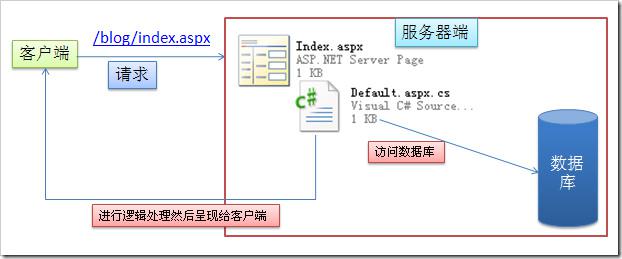 客户端
/blog/index.aspx
请求
服务器端
Index.aspx
ASP.NET Server Page
1 KB
Default.aspx.cs
Visual C# Source...
1 KB
C#
访问数据库
数据
库
进行逻辑处理然后呈现给客户端